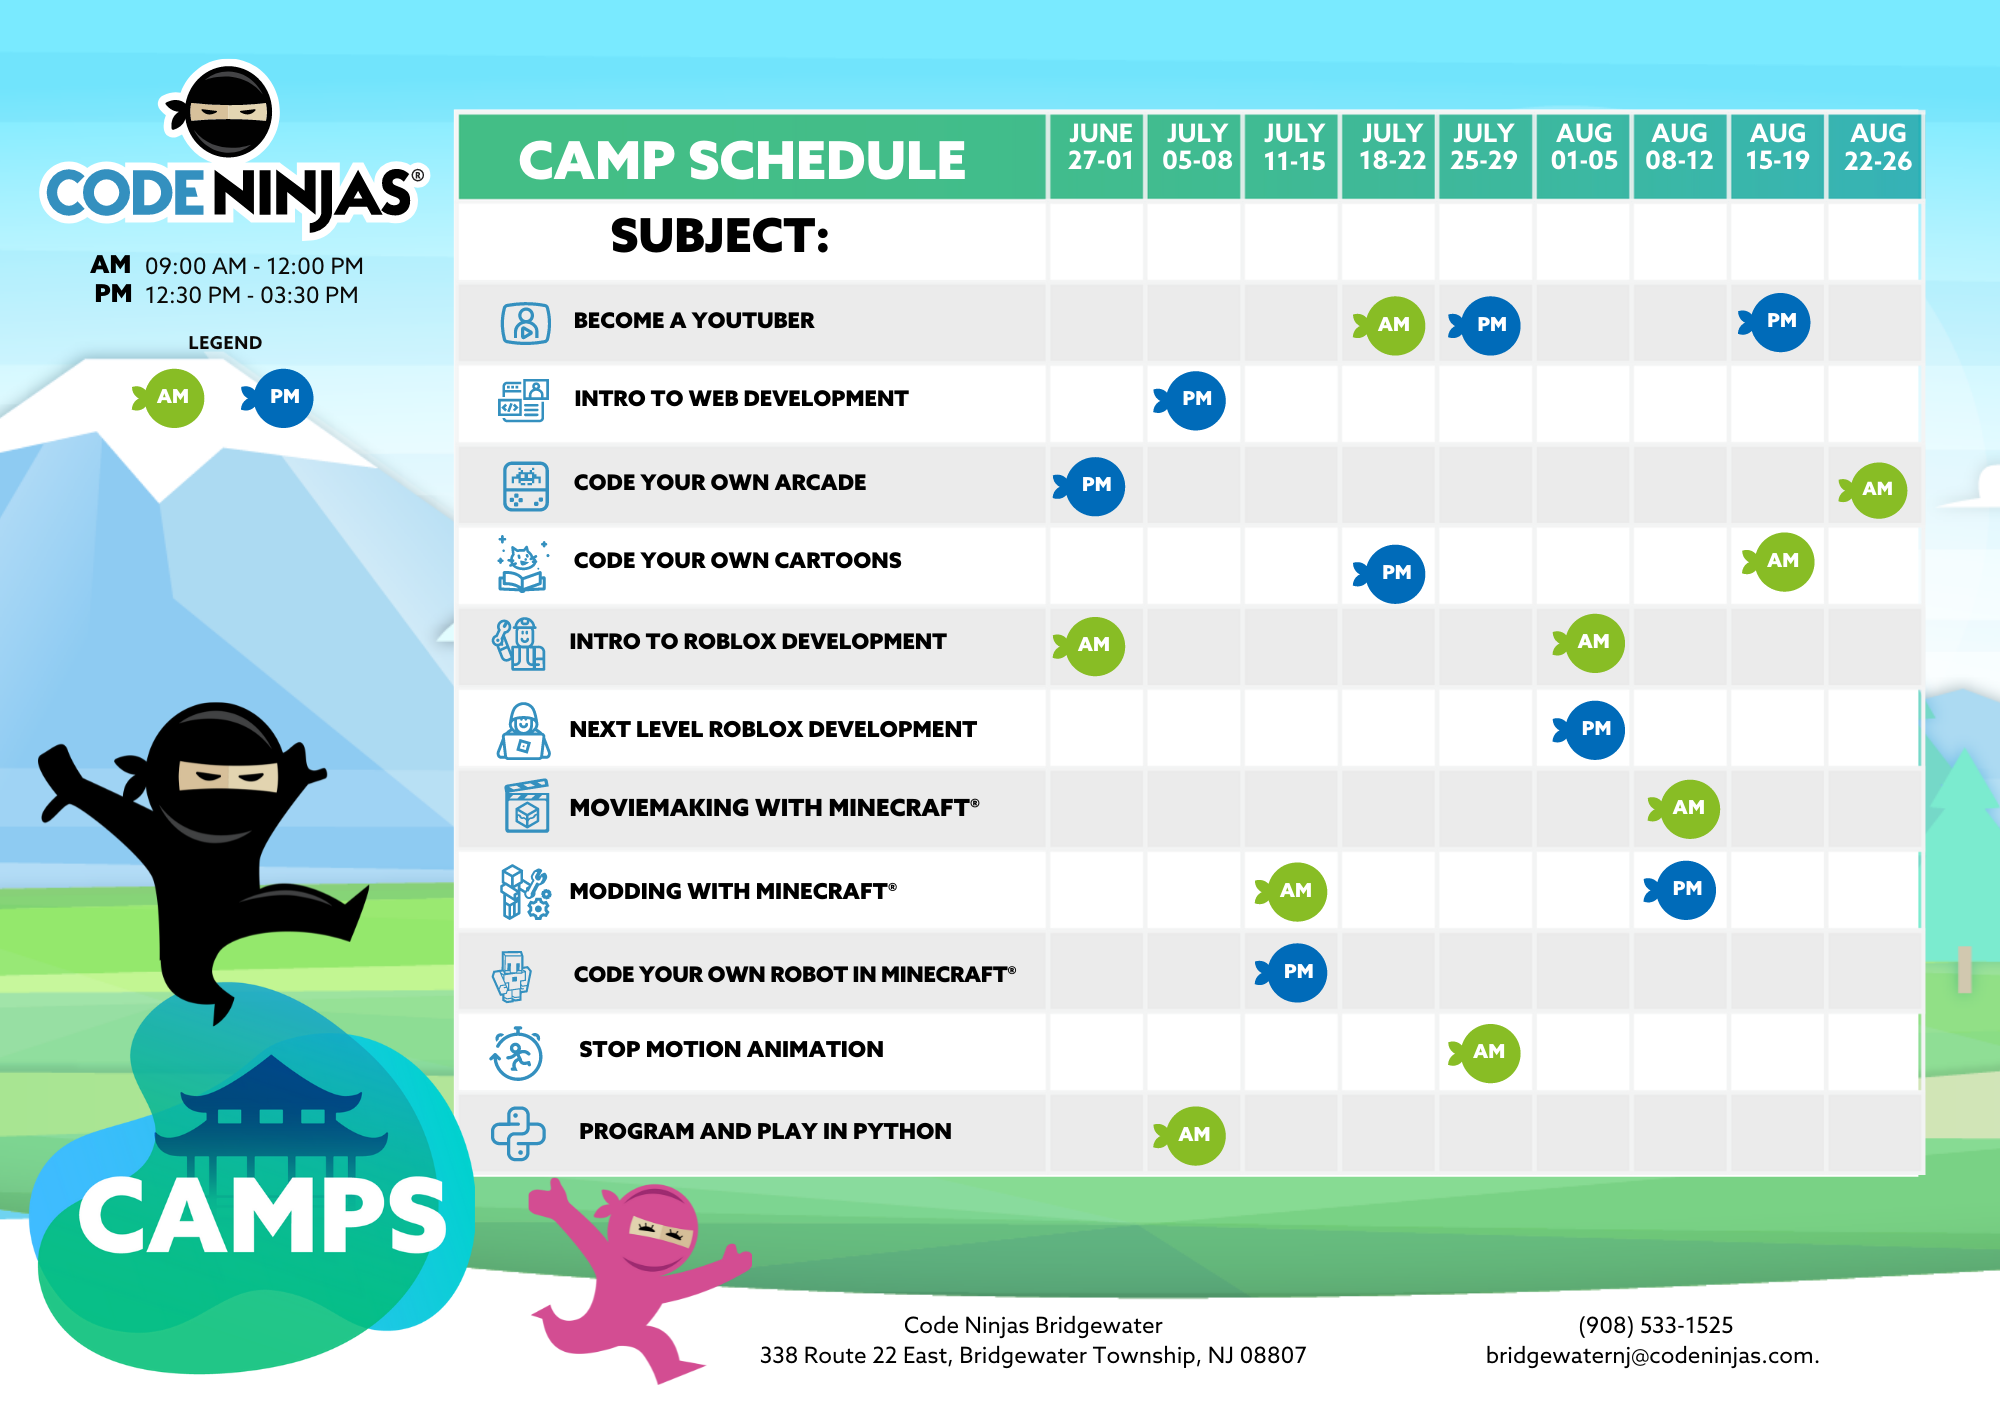 CODE NINJAS®
AM 09:00 AM - 12:00 PM
PM 12:30 PM - 03:30 PM
LEGEND
AM PM
CAMP SCHEDULE
JUNE 27-01
JULY 05-08
JULY 11-15
JULY 18-22
JULY 25-29
AUG 01-05
AUG 08-12
AUG 15-19
AUG 22-26
SUBJECT:
BECOME A YOUTUBER AM PM PM
INTRO TO WEB DEVELOPMENT PM
CODE YOUR OWN ARCADE PM AM
CODE YOUR OWN CARTOONS PM AM
INTRO TO ROBLOX DEVELOPMENT AM AM
NEXT LEVEL ROBLOX DEVELOPMENT PM
MOVIEMAKING WITH MINECRAFT® AM
MODDING WITH MINECRAFT® AM PM
CODE YOUR OWN ROBOT IN MINECRAFT® PM
STOP MOTION ANIMATION AM
PROGRAM AND PLAY IN PYTHON AM
CAMPS
Code Ninjas Bridgewater
338 Route 22 East, Bridgewater Township, NJ 08807
(908) 533-1525
bridgewaternj@codeninjas.com.